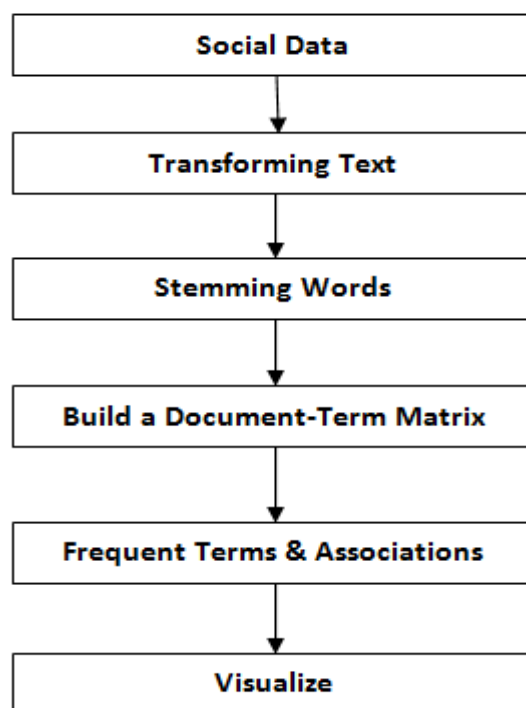 Social Data
Transforming Text
Stemming Words
Build a Document-Term Matrix
Frequent Terms & Associations
Visualize